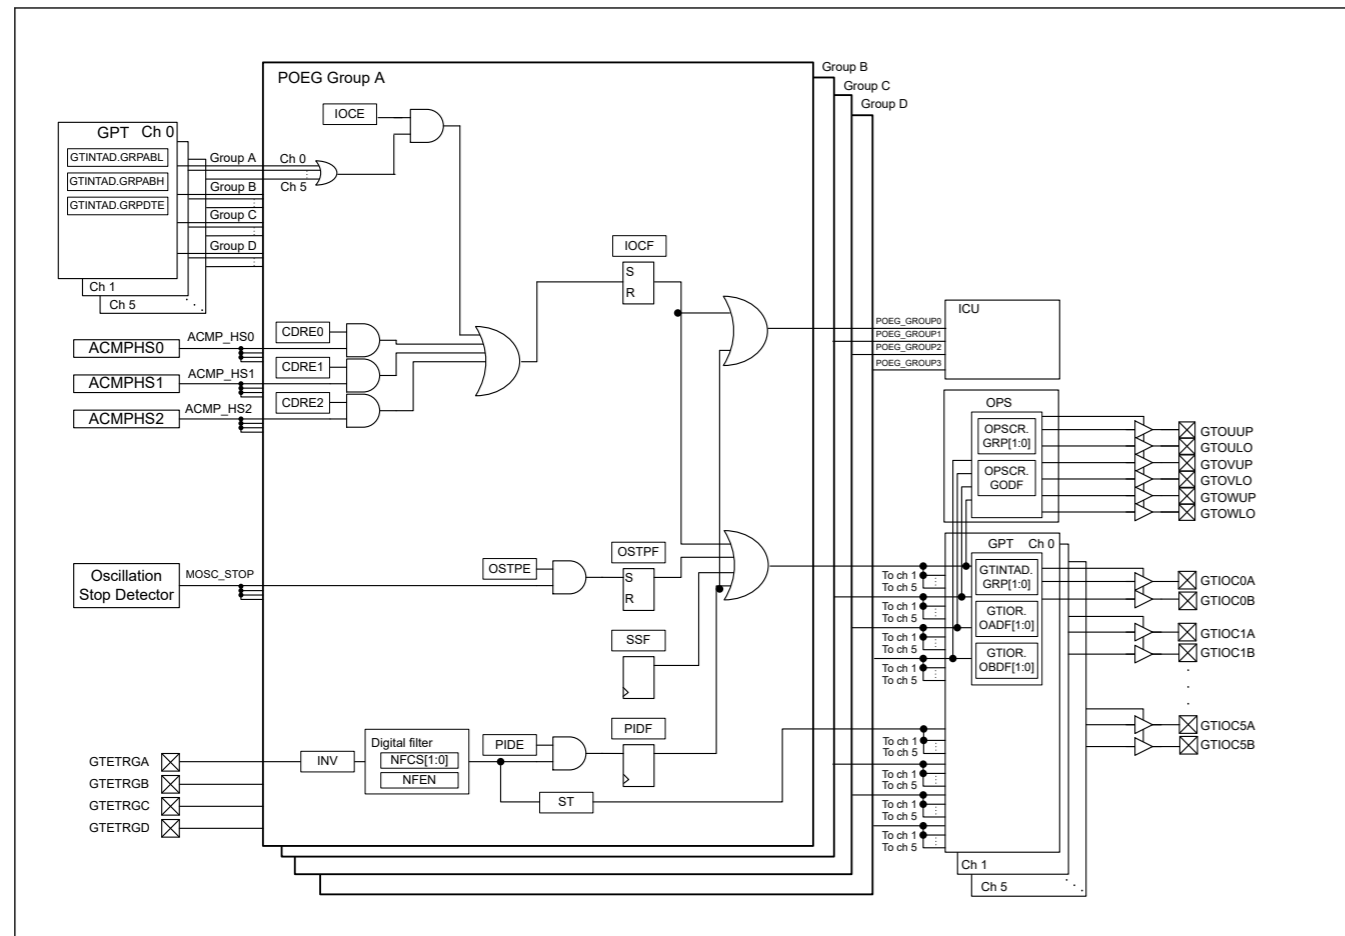 POEG Group A
Group B
Group C
Group D
IOCE
GPT Ch 0
GTINTAD.GRPABL
GTINTAD.GRPABH
GTINTAD.GRPDTE
Group A
Group B
Group C
Group D
Ch 0
Ch 5
Ch 1
Ch 5
IOCF
S
R
ACMPHS0
ACMP_HS0
CDRE0
ACMPHS1
ACMP_HS1
CDRE1
ACMPHS2
ACMP_HS2
CDRE2
POEG_GROUP0
POEG_GROUP1
POEG_GROUP2
POEG_GROUP3
ICU
OPS
OPSCR.
GRP[1:0]
OPSCR.
GODF
GTOUUP
GTOULO
GTOVUP
GTOVLO
GTOWUP
GTOWLO
Oscillation
Stop Detector
MOSC_STOP
OSTPE
OSTPF
S
R
SSF
GPT Ch 0
GTINTAD.
GRP[1:0]
GTIOR.
OADF[1:0]
GTIOR.
OBDF[1:0]
To ch 1
To ch 5
To ch 1
To ch 5
To ch 1
To ch 5
To ch 1
To ch 5
GTIOC0A
GTIOC0B
GTIOC1A
GTIOC1B
GTIOC5A
GTIOC5B
GTETRGA
GTETRGB
GTETRGC
GTETRGD
INV
Digital filter
NFCS[1:0]
NFEN
PIDE
PIDF
ST
To ch 1
To ch 5
To ch 1
To ch 5
To ch 1
To ch 5
To ch 1
To ch 5
Ch 1
Ch 5